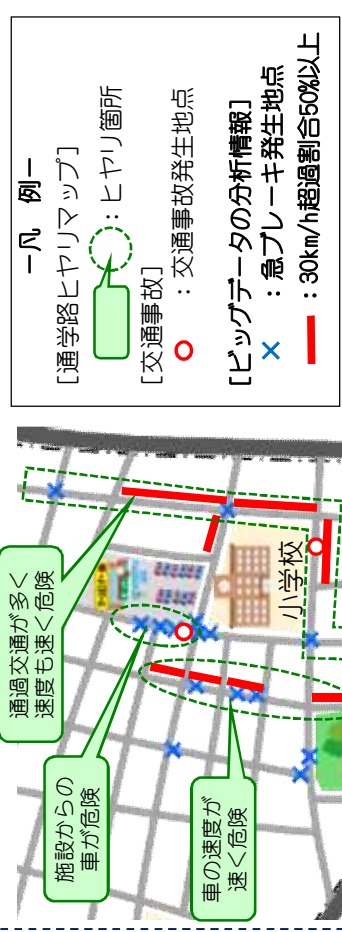 ー凡　例ー
[通学路ヒヤリマップ]
：ヒヤリ箇所
[交通事故]
：交通事故発生地点
[ビッグデータの分析情報]
：急ブレーキ発生地点
：30km/h超過割合50%以上
通過交通が多く
速度も速く危険
施設からの
車が危険
車の速度が
速く危険
小学校